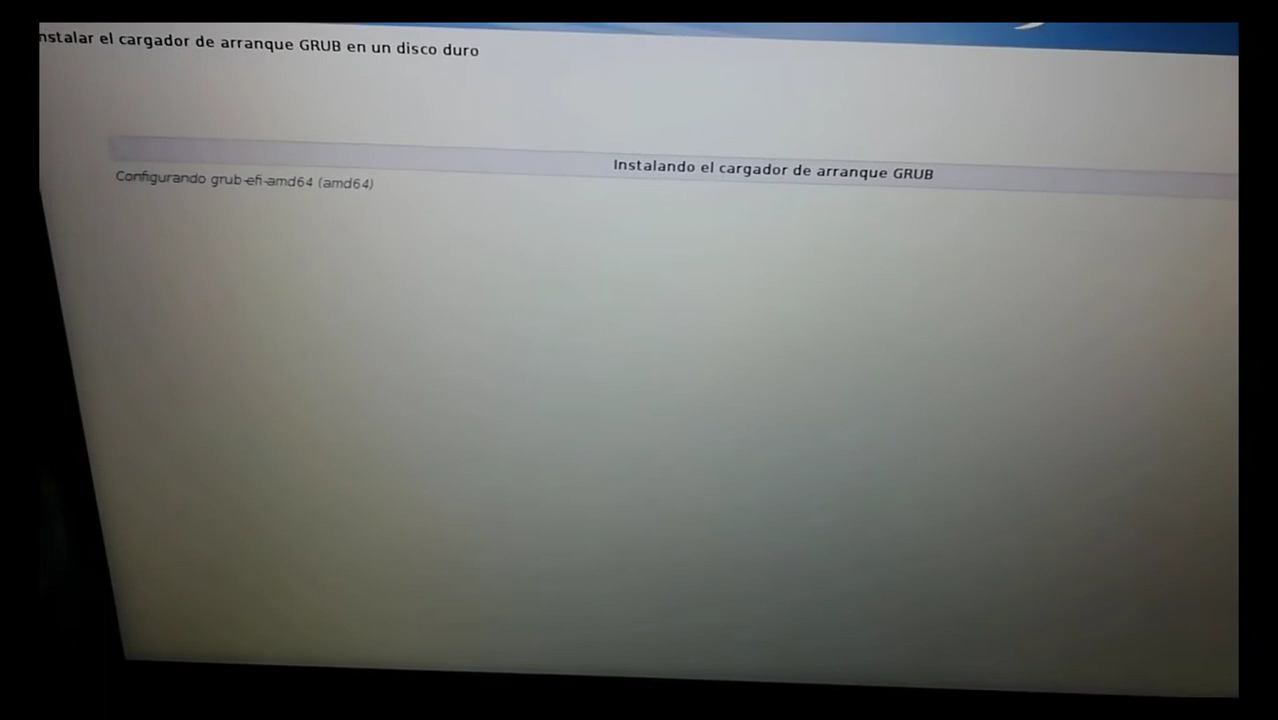 nstalar el cargador de arranque GRUB en un disco duro
Instalando el cargador de arranque GRUB
Configurando grub-efi-amd64 (amd64)